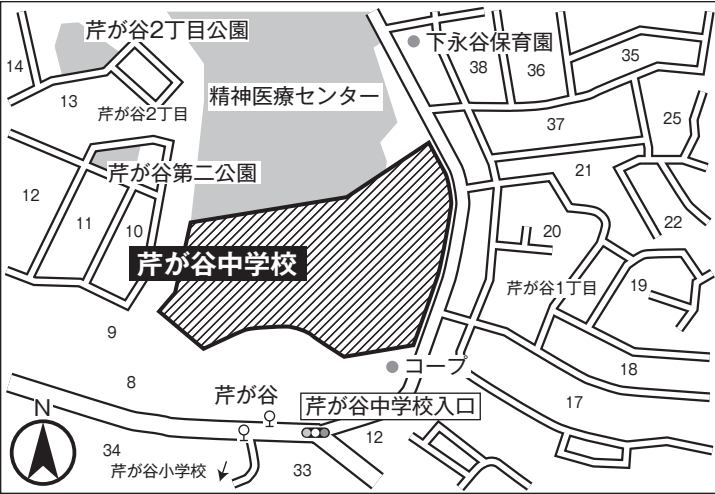 芹が谷2丁目公園
下永谷保育園
14
38
36
35
13
精神医療センター
芹が谷2丁目
37
25
芹が谷第二公園
21
12
11
10
20
22
芹が谷中学校
芹が谷1丁目
19
9
コープ
18
8
芹が谷
芹が谷中学校入口
17
N
12
34
芹が谷小学校
33